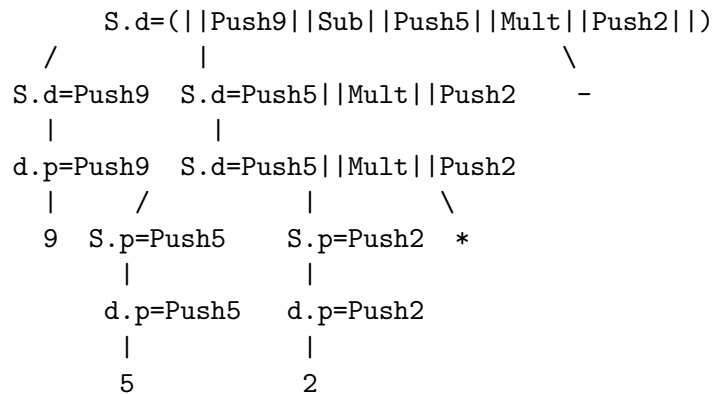 S.d=(||Push9||Sub||Push5||Mult||Push2||)
/ | \
S.d=Push9 S.d=Push5||Mult||Push2 -
| |
d.p=Push9 S.d=Push5||Mult||Push2
| / | \
9 S.p=Push5 S.p=Push2 *
| |
d.p=Push5 d.p=Push2
| |
5 2